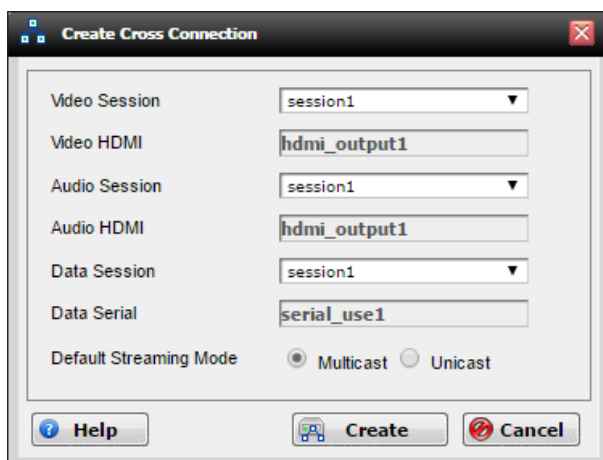 Create Cross Connection
Video Session session1
Video HDMI hdmi_output1
Audio Session session1
Audio HDMI hdmi_output1
Data Session session1
Data Serial serial_use1
Default Streaming Mode Multicast Unicast
Help Create Cancel